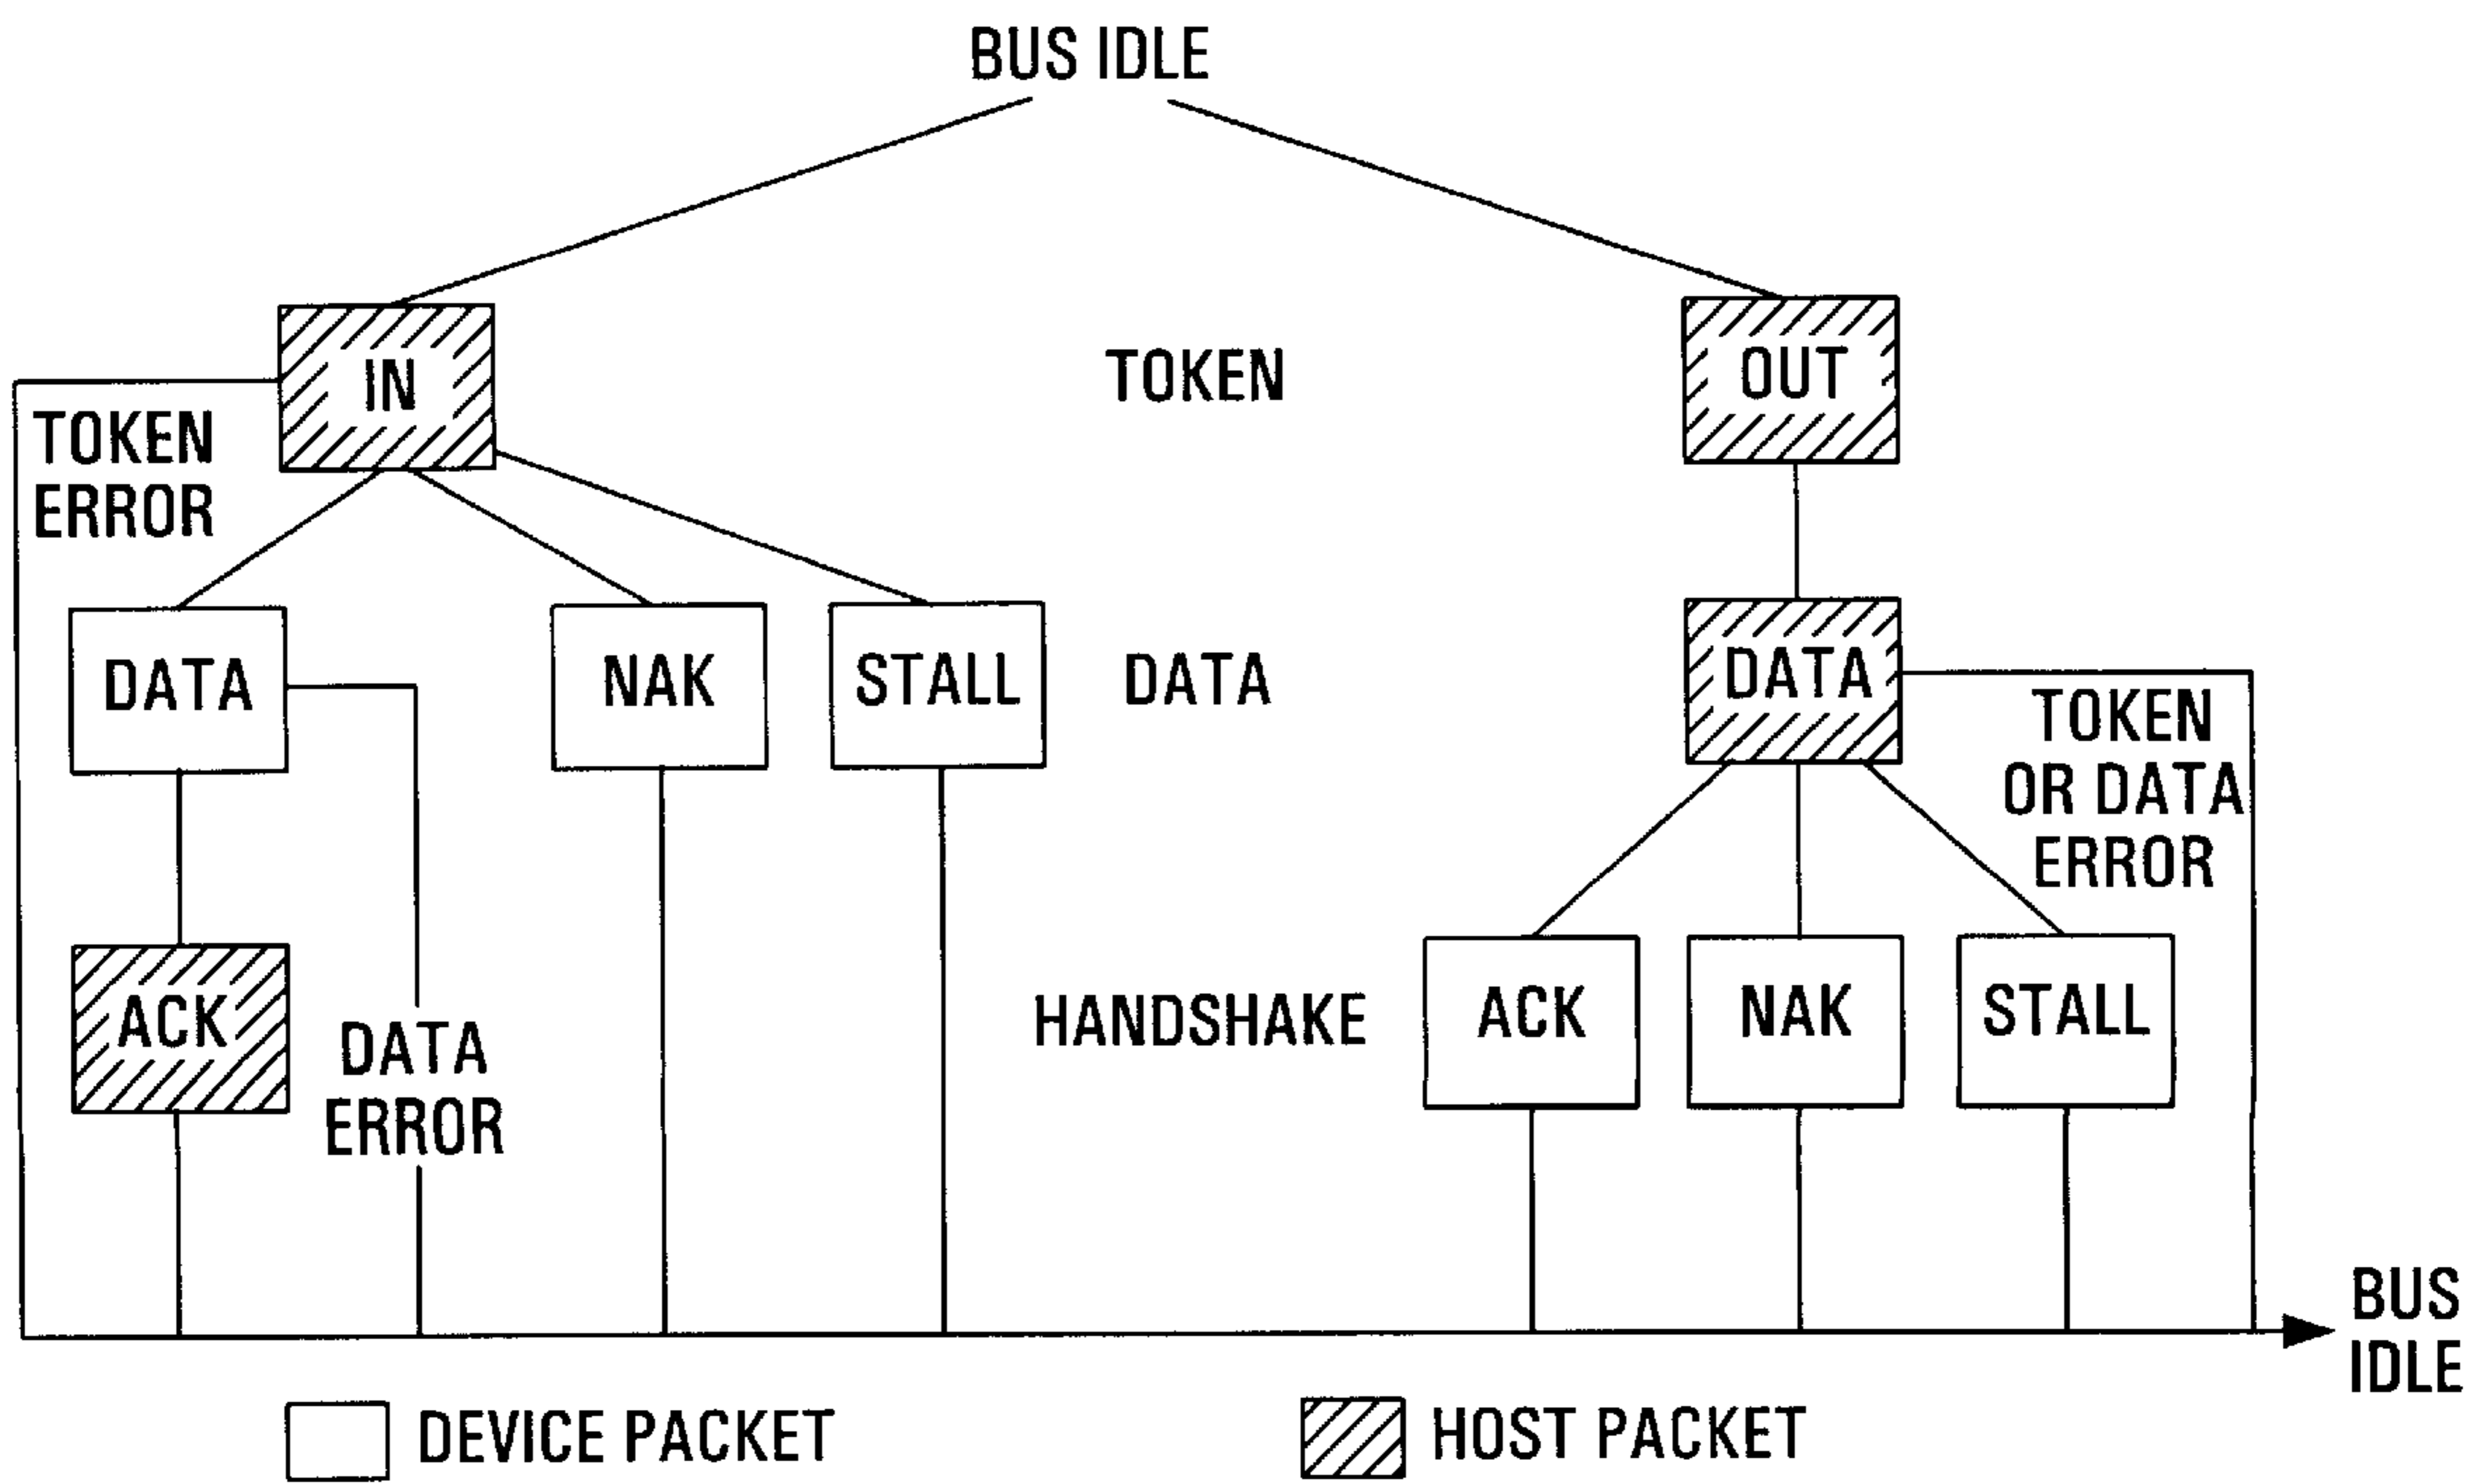 BUS IDLE
IN
TOKEN
OUT
TOKEN
ERROR
DATA
NAK
STALL
DATA
DATA
TOKEN
OR DATA
ERROR
ACK
DATA
ERROR
HANDSHAKE
ACK
NAK
STALL
BUS
IDLE
DEVICE PACKET
HOST PACKET